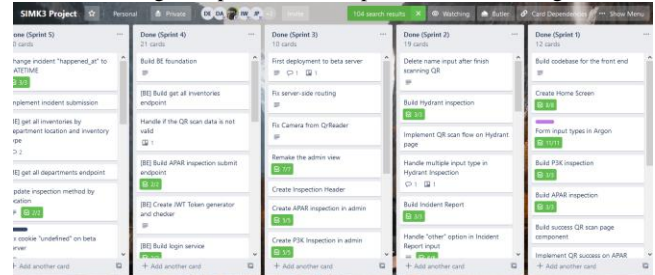 SIMK3 Project
Personal
Private
104 search results
Watching
Butler
Card Dependencies
Show Menu
one (Sprint 5)
0 cards
hange incident "happened_at" to
ATETIME
3/3
mplement incident submission
E] get all inventories by
epartment location and inventory
ype
2
E] get all departments endpoint
pdate inspection method by
ocation
2/2
x cookie "undefined" on beta
erver
Add another card
Done (Sprint 4)
21 cards
Build BE foundation
[BE] Build get all inventories
endpoint
Handle if the QR scan data is not
valid
1
[BE] Build APAR inspection submit
endpoint
2/2
[BE] Create JWT Token generator
and checker
[BE] Build login service
+ Add another card
Done (Sprint 3)
10 cards
First deployment to beta server
1 1
Fix server-side routing
Fix Camera from QrReader
Remake the admin view
7/7
Create Inspection Header
Create APAR inspection in admin
5/5
Create P3K Inspection in admin
5/5
+ Add another card
Done (Sprint 2)
19 cards
Delete name input after finish
scanning QR
Build Hydrant inspection
3/3
Implement QR scan flow on Hydrant
page
Handle multiple input type in
Hydrant Inspection
1 1
Build Incident Report
3/3
Handle "other" option in Incident
Report input
+ Add another card
Done (Sprint 1)
12 cards
Build codebase for the front end
Create Home Screen
8/8
Form input types in Argon
11/11
Build P3K inspection
3/3
Build APAR inspection
3/3
Build success QR scan page
component
Implement QR success on APAR
+ Add another card